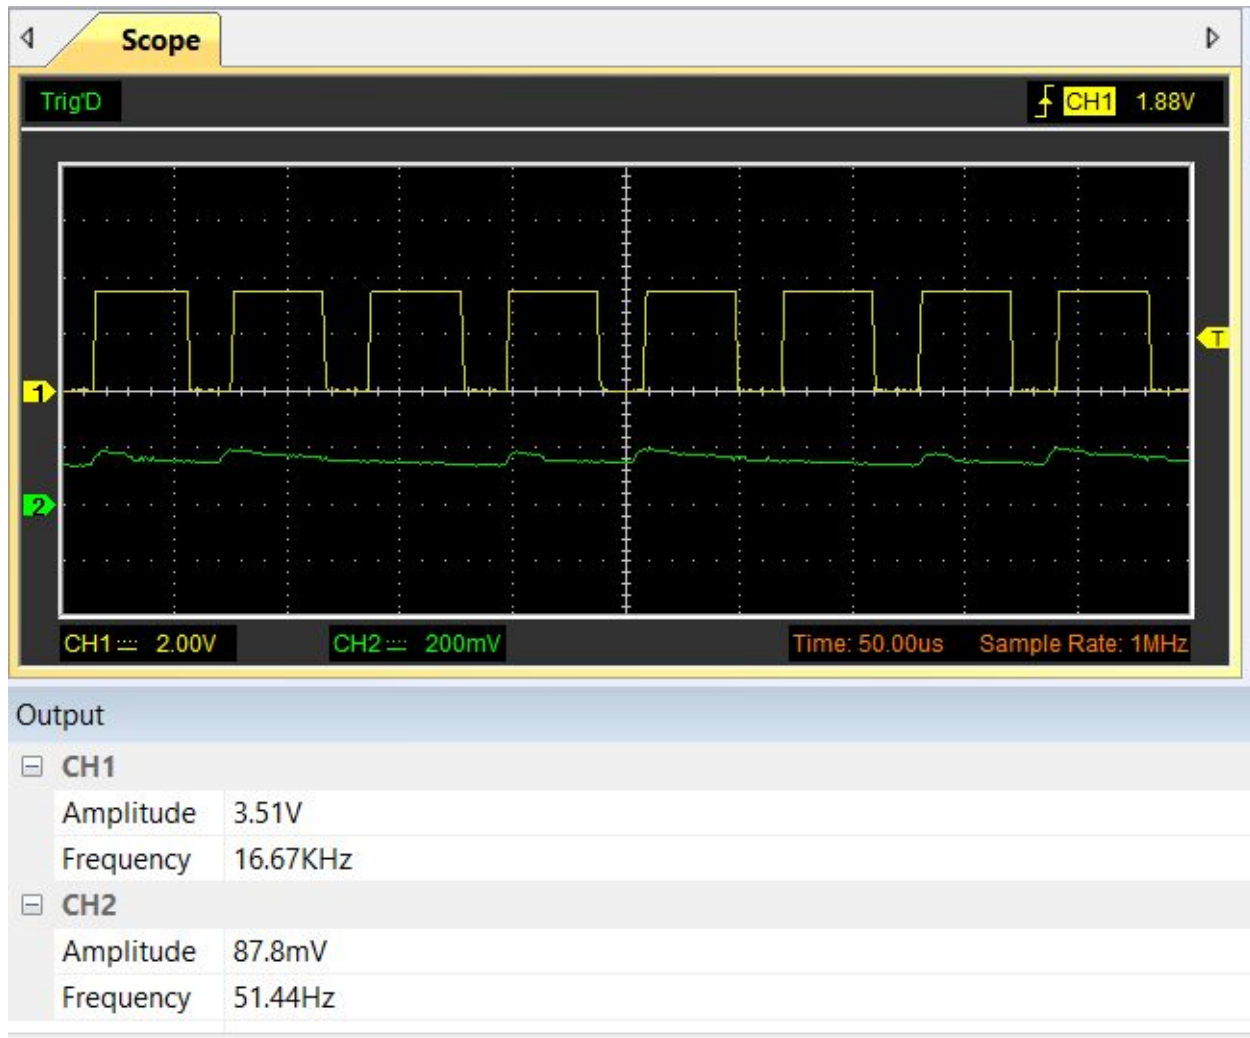 Scope
Trig'D
CH1 1.88V
T
1
2
CH1 2.00V CH2 200mV Time: 50.00us Sample Rate: 1MHz
Output
CH1
Amplitude 3.51V
Frequency 16.67KHz
CH2
Amplitude 87.8mV
Frequency 51.44Hz